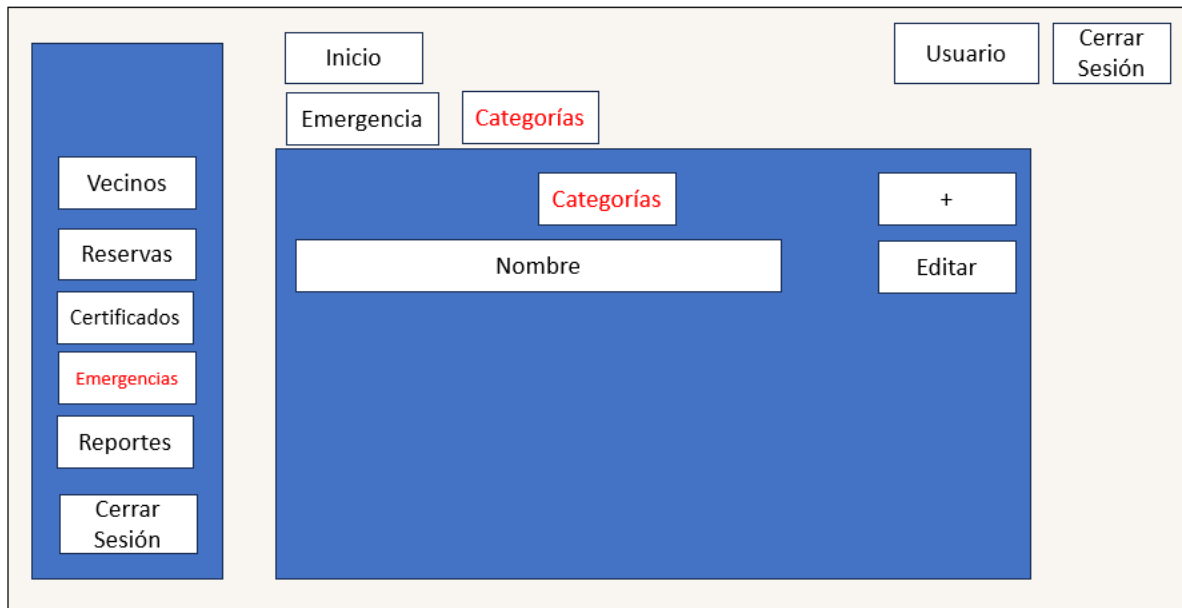 Inicio
Usuario
Cerrar
Sesión
Emergencia
Categorías
Vecinos
Reservas
Certificados
Emergencias
Reportes
Cerrar
Sesión
Categorías
+
Nombre
Editar